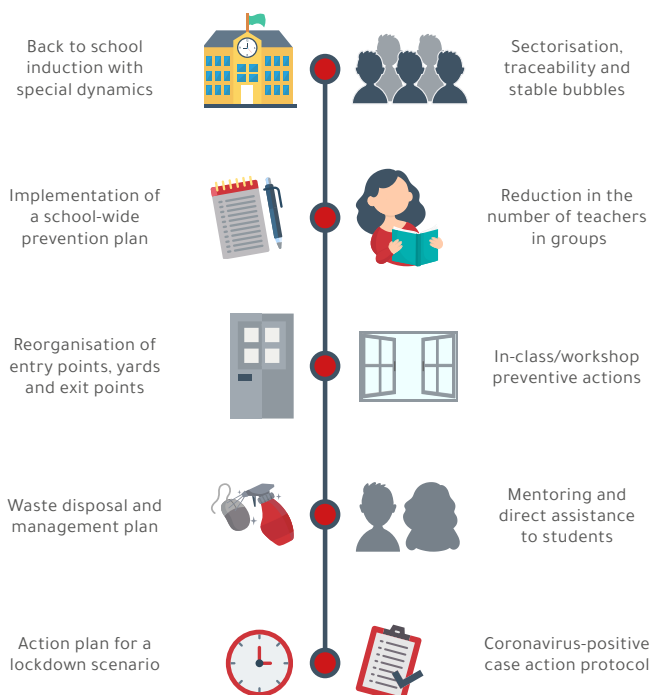 Back to school
induction with
special dynamics
Sectorisation,
traceability and
stable bubbles
Implementation of
a school-wide
prevention plan
Reduction in the
number of teachers
in groups
Reorganisation of
entry points, yards
and exit points
In-class/workshop
preventive actions
Waste disposal and
management plan
Mentoring and
direct assistance
to students
Action plan for a
lockdown scenario
Coronavirus-positive
case action protocol